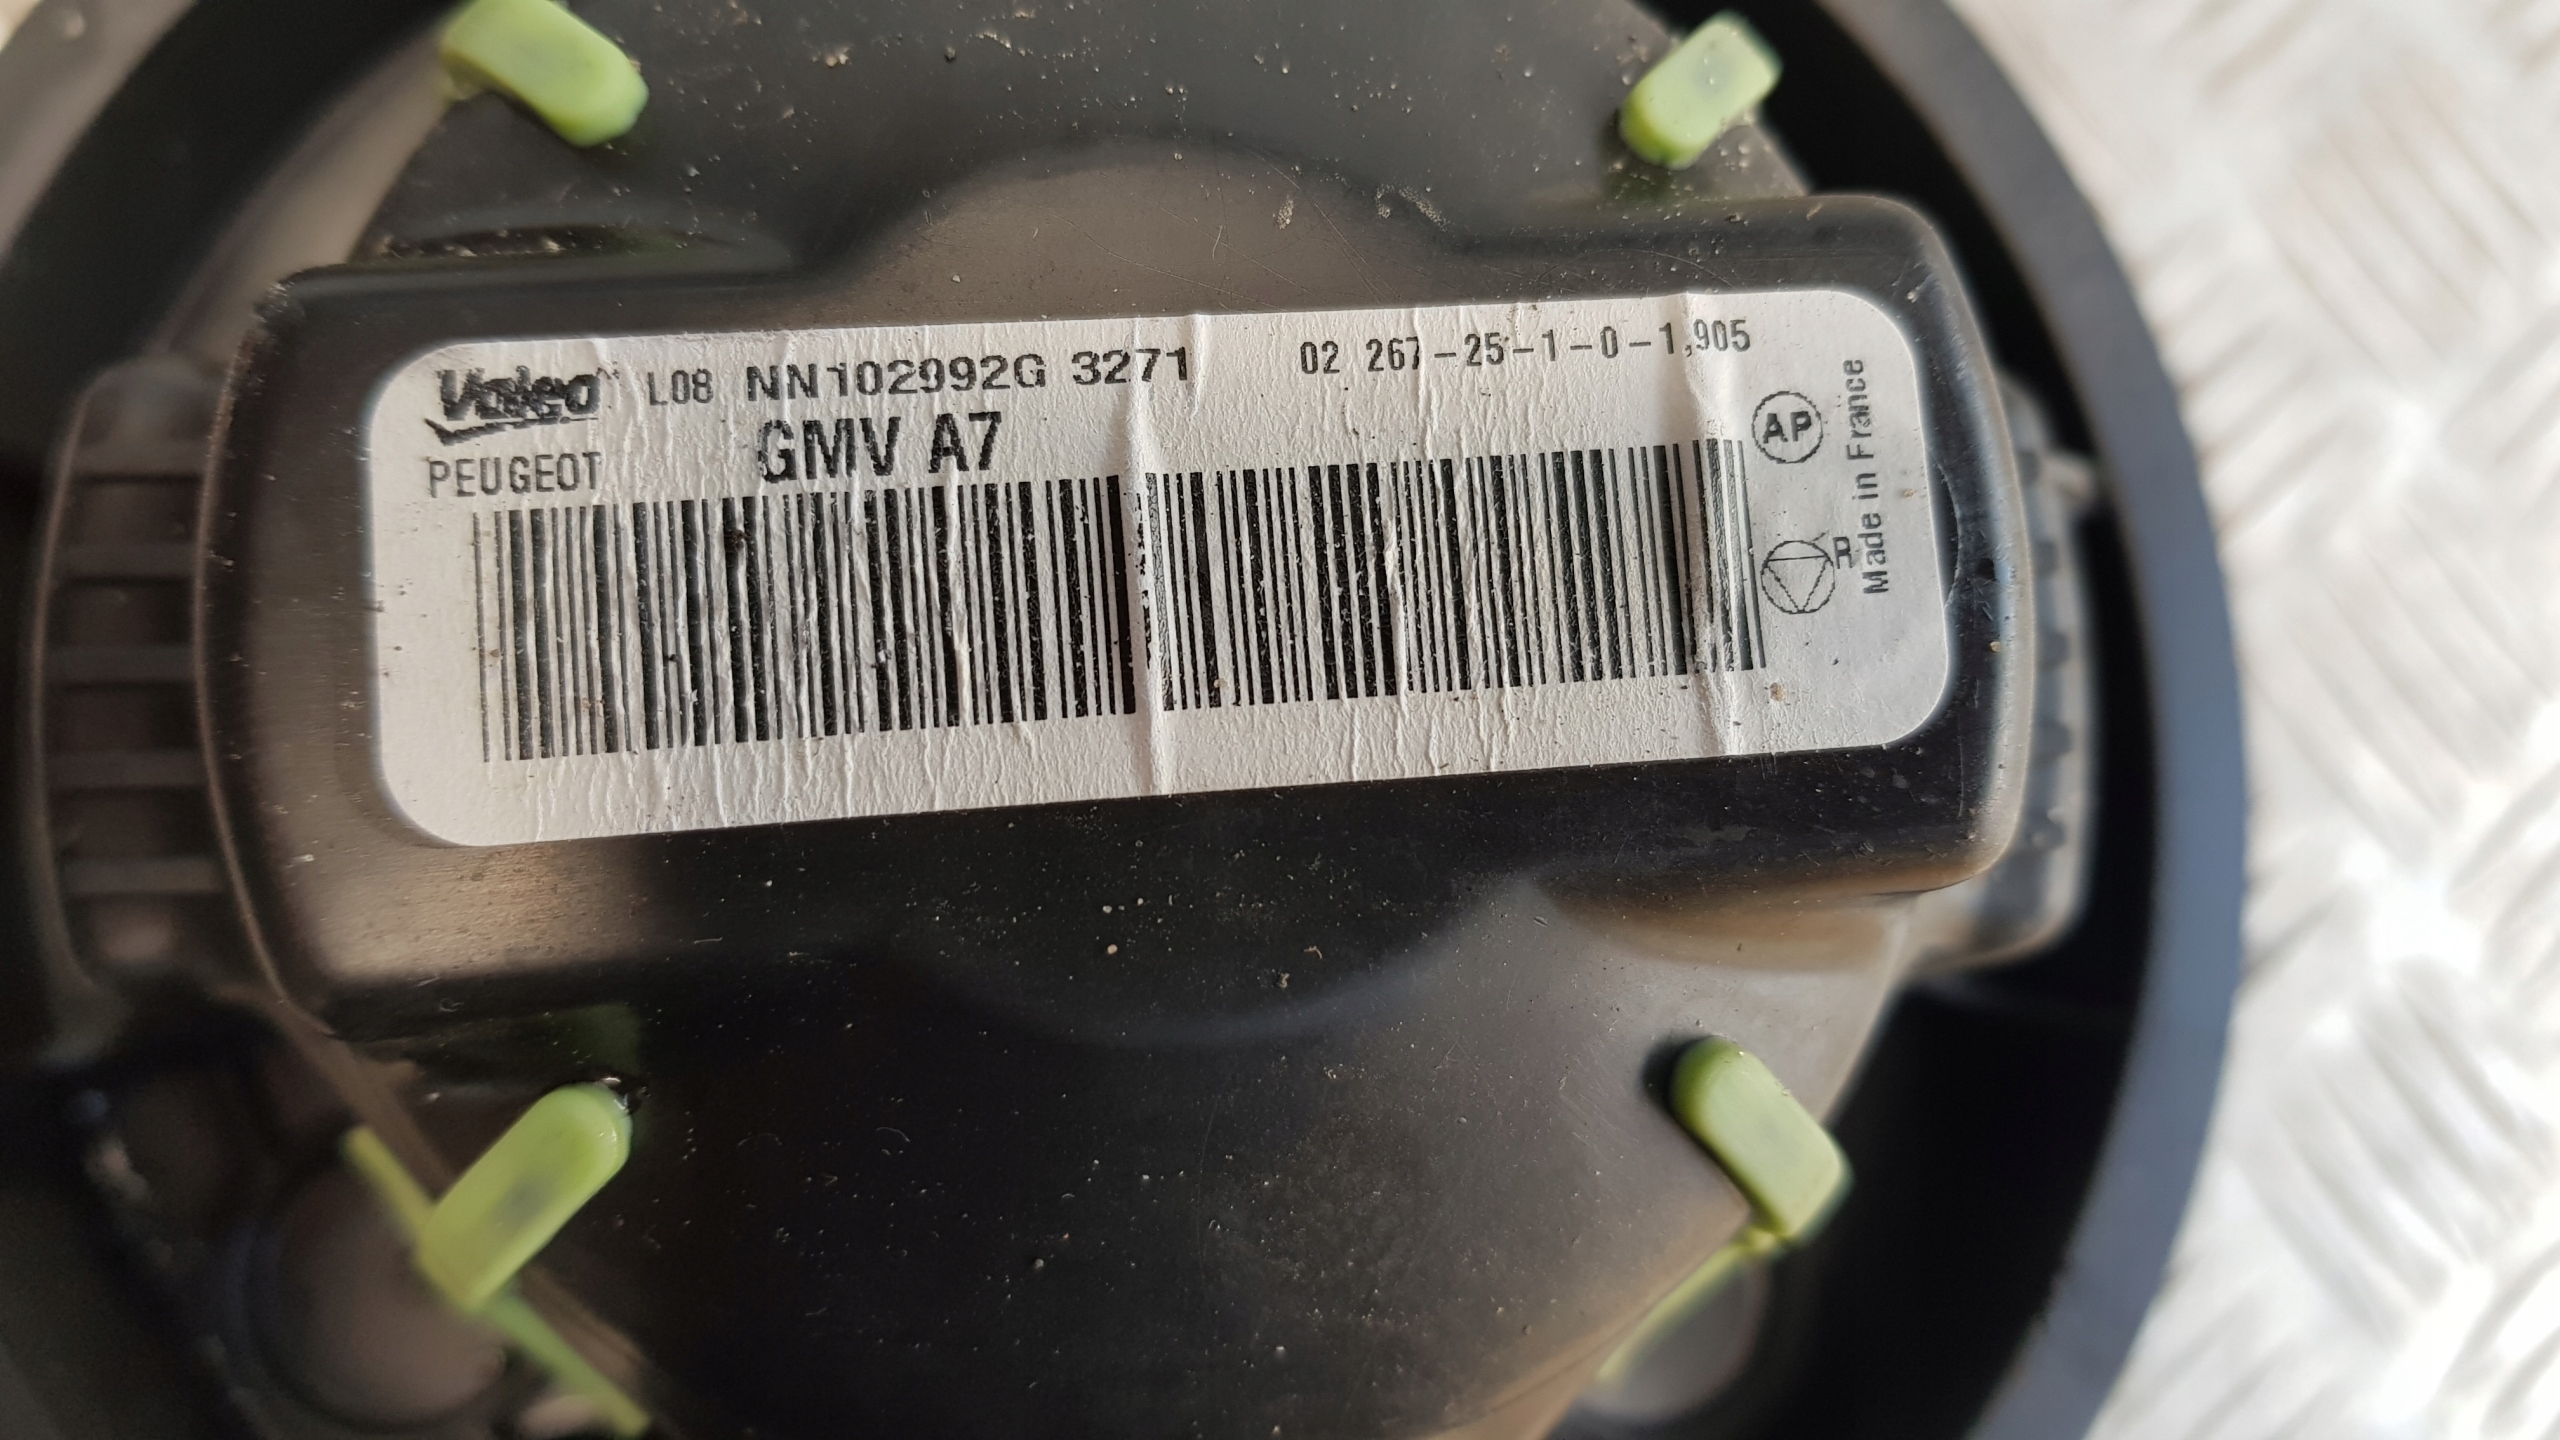 Valeo L08 NN102992G 3271 02 267-25-1-0-1,905
PEUGEOT GMV A7
AP
R
Made in France